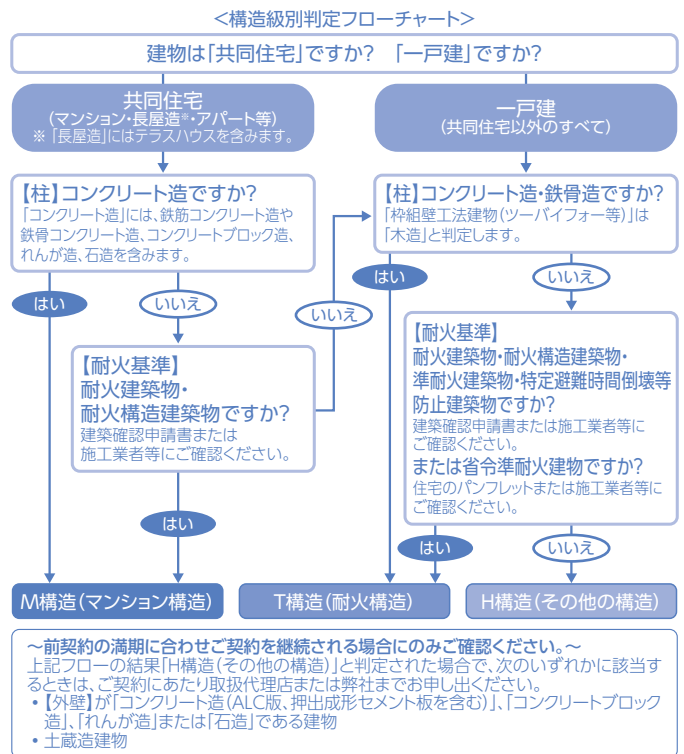 <構造級別判定フローチャート>
建物は「共同住宅」ですか? 「一戸建」ですか?
共同住宅
(マンション・長屋造※・アパート等)
※「長屋造」にはテラスハウスを含みます。
一戸建
(共同住宅以外のすべて)
【柱】コンクリート造ですか?
「コンクリート造」には、鉄筋コンクリート造や
鉄骨コンクリート造、コンクリートブロック造、
れんが造、石造を含みます。
【柱】コンクリート造・鉄骨造ですか?
「枠組壁工法建物(ツーバイフォー等)」は
「木造」と判定します。
はい
いいえ
いいえ
はい
いいえ
【耐火基準】
耐火建築物・
耐火構造建築物ですか?
建築確認申請書または
施工業者等にご確認ください。
【耐火基準】
耐火建築物・耐火構造建築物・
準耐火建築物・特定避難時間倒壊等
防止建築物ですか?
建築確認申請書または施工業者等に
ご確認ください。
または省令準耐火建物ですか?
住宅のパンフレットまたは施工業者等に
ご確認ください。
はい
はい
いいえ
M構造(マンション構造)
T構造(耐火構造)
H構造(その他の構造)
〜前契約の満期に合わせご契約を継続される場合にのみご確認ください。〜
上記フローの結果「H構造(その他の構造)」と判定された場合で、次のいずれかに該当す
るときは、ご契約にあたり取扱代理店または弊社までお申し出ください。
・【外壁】が「コンクリート造(ALC版、押出成形セメント板を含む)」、「コンクリートブロック
造」、「れんが造」または「石造」である建物
・土蔵造建物